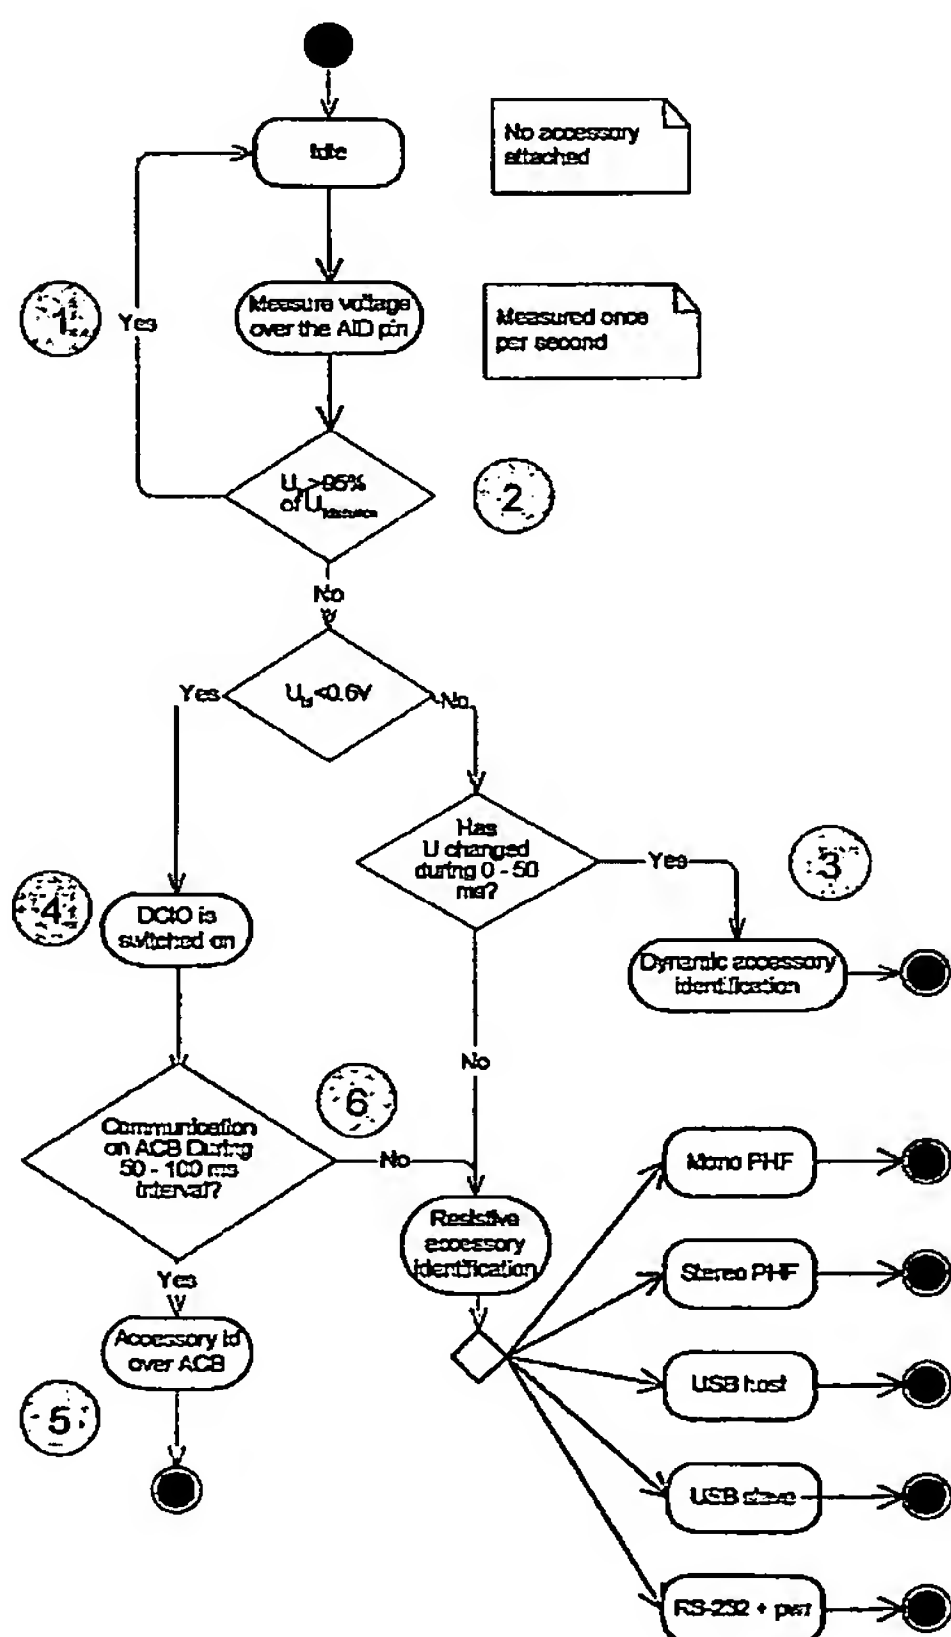 Idle
No accessory
attached
Measure voltage
over the AID pin
Measured once
per second
1
Yes
>95%
of U
2
No
Yes
<0.6V
No
Has
U changed
during 0 - 50
ms?
Yes
3
4
DCIO is
switched on
Dynamic accessory
identification
No
6
Communication
on ACB During
50 - 100 ms
interval?
No
Mono PHF
Resistive
accessory
identification
Stereo PHF
Yes
Accessory id
over ACB
USB host
5
USB slave
RS-232 + pwr